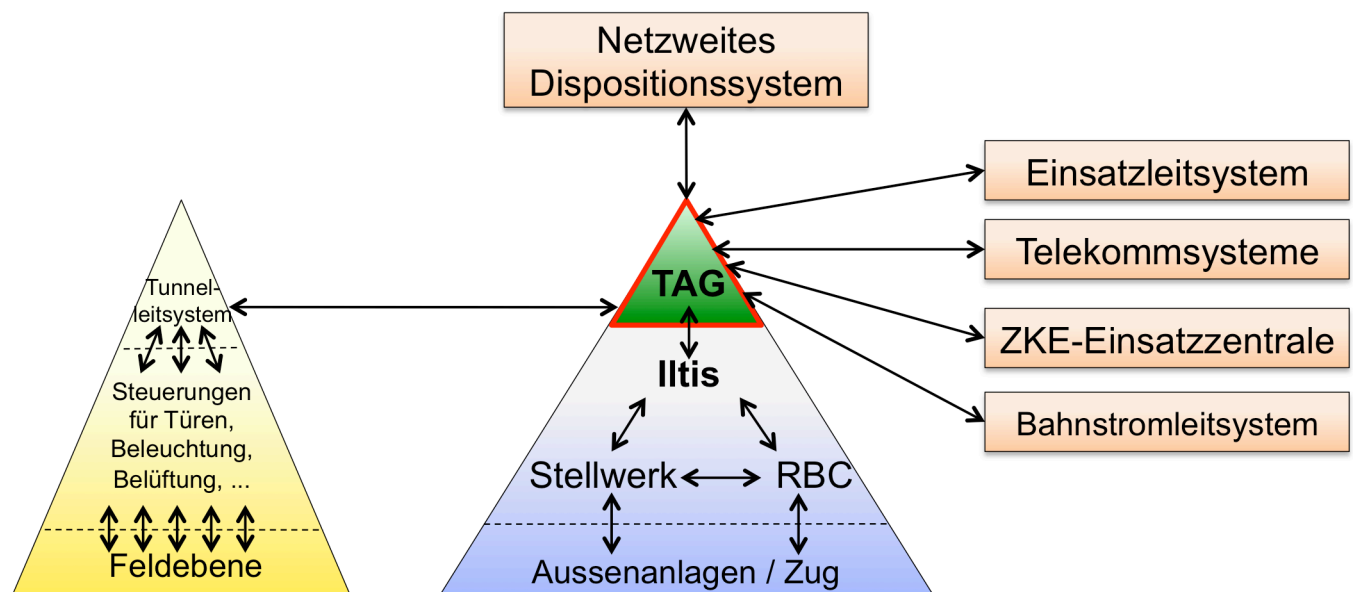 Netzweites
Dispositionssystem
Einsatzleitsystem
Telekommsysteme
ZKE-Einsatzzentrale
Bahnstromleitsystem
Tunnel-
leitsystem
Steuerungen
für Türen,
Beleuchtung,
Belüftung, ...
Feldebene
TAG
Iltis
Stellwerk
RBC
Aussenanlagen / Zug